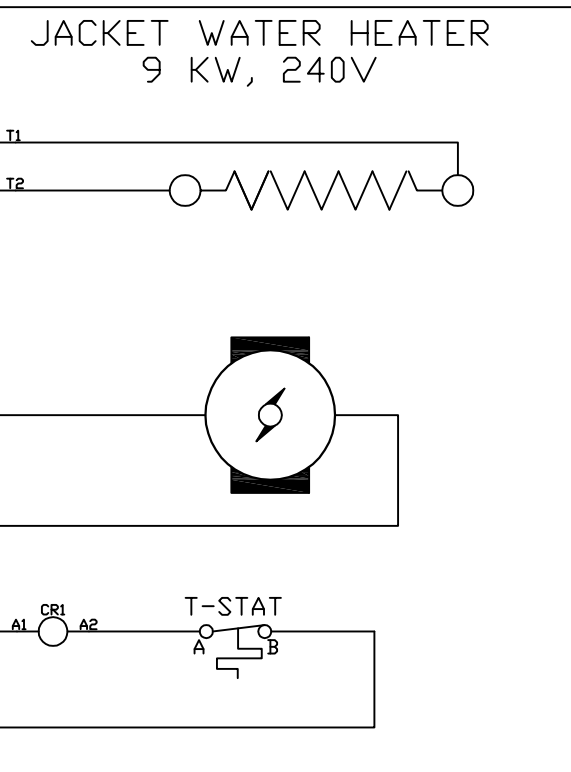 JACKET WATER HEATER
9 KW, 240V
T1
T2
CR1
A1
A2
T-STAT
A
B